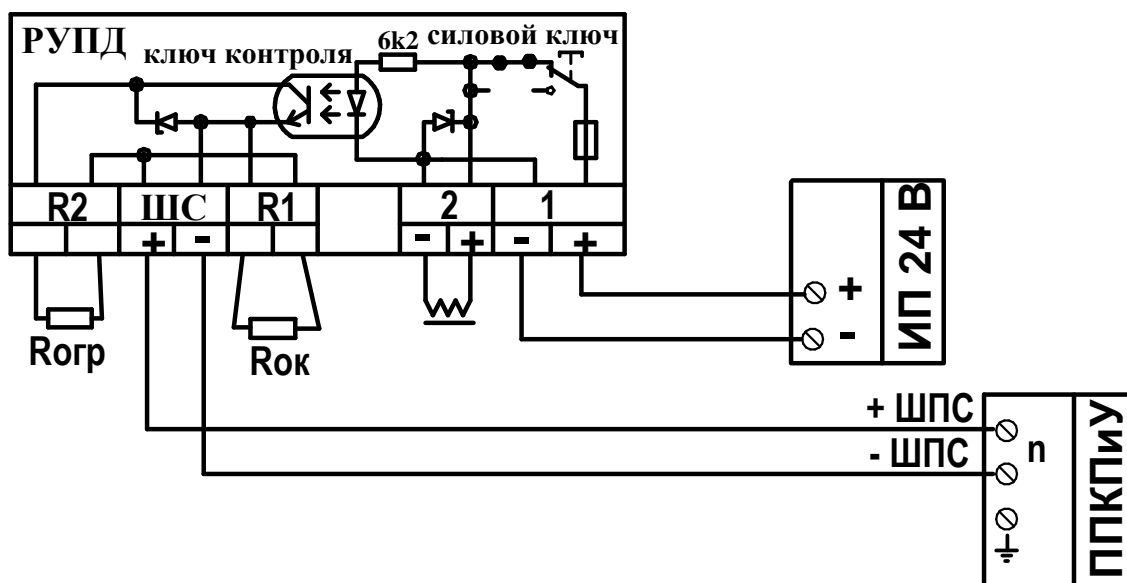 РУПД
ключ контроля
6k2
силовой ключ
R2 ШС R1 2 1
+ - - + - +
Rогр
Rок
+
-
ИП 24 В
+ ШПС
- ШПС
n
ППКПиУ